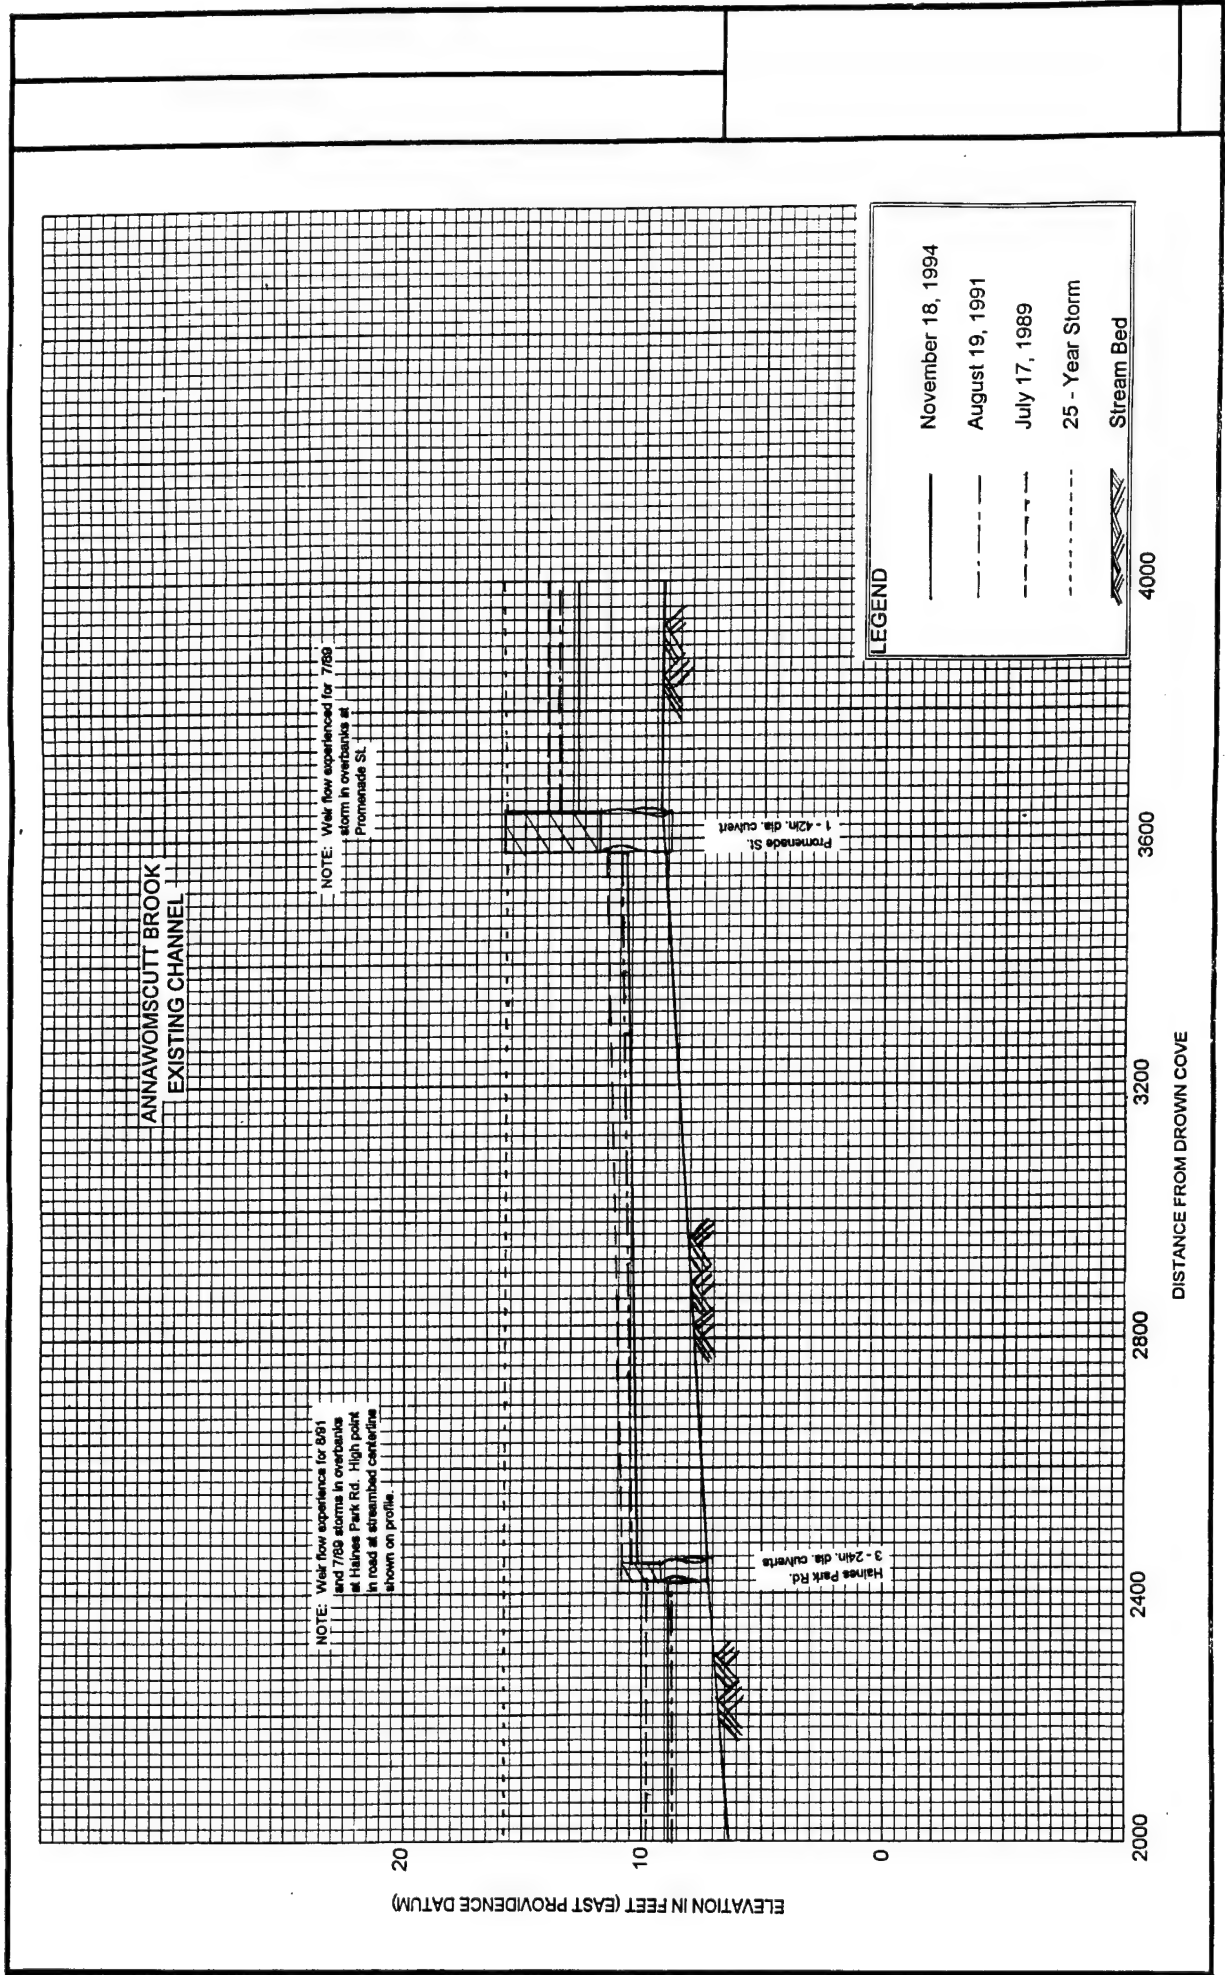 ANNAWOMSCUTT BROOK
EXISTING CHANNEL
NOTE: Weir flow experience for 8/91
and 7/89 storms in overbanks
at Haines Park Rd. High point
in road at streambed centerline
shown on profile.
NOTE: Weir flow experienced for 7/89
storm in overbanks at
Promenade St.
ELEVATION IN FEET (EAST PROVIDENCE DATUM)
20
10
0
Haines Park Rd.
3 - 24in. dia. culverts
Promenade St.
1 - 42in. dia. culvert
LEGEND
November 18, 1994
August 19, 1991
July 17, 1989
25 - Year Storm
Stream Bed
2000
2400
2800
3200
3600
4000
DISTANCE FROM DROWN COVE